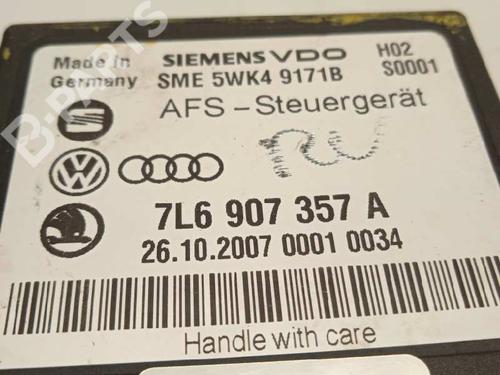 Made in
Germany
SIEMENS VDO
SME 5WK4 9171B
H02
S0001
AFS-Steuergerät
7L6 907 357 A
26.10.2007 0001 0034
Handle with care
B-PARTS